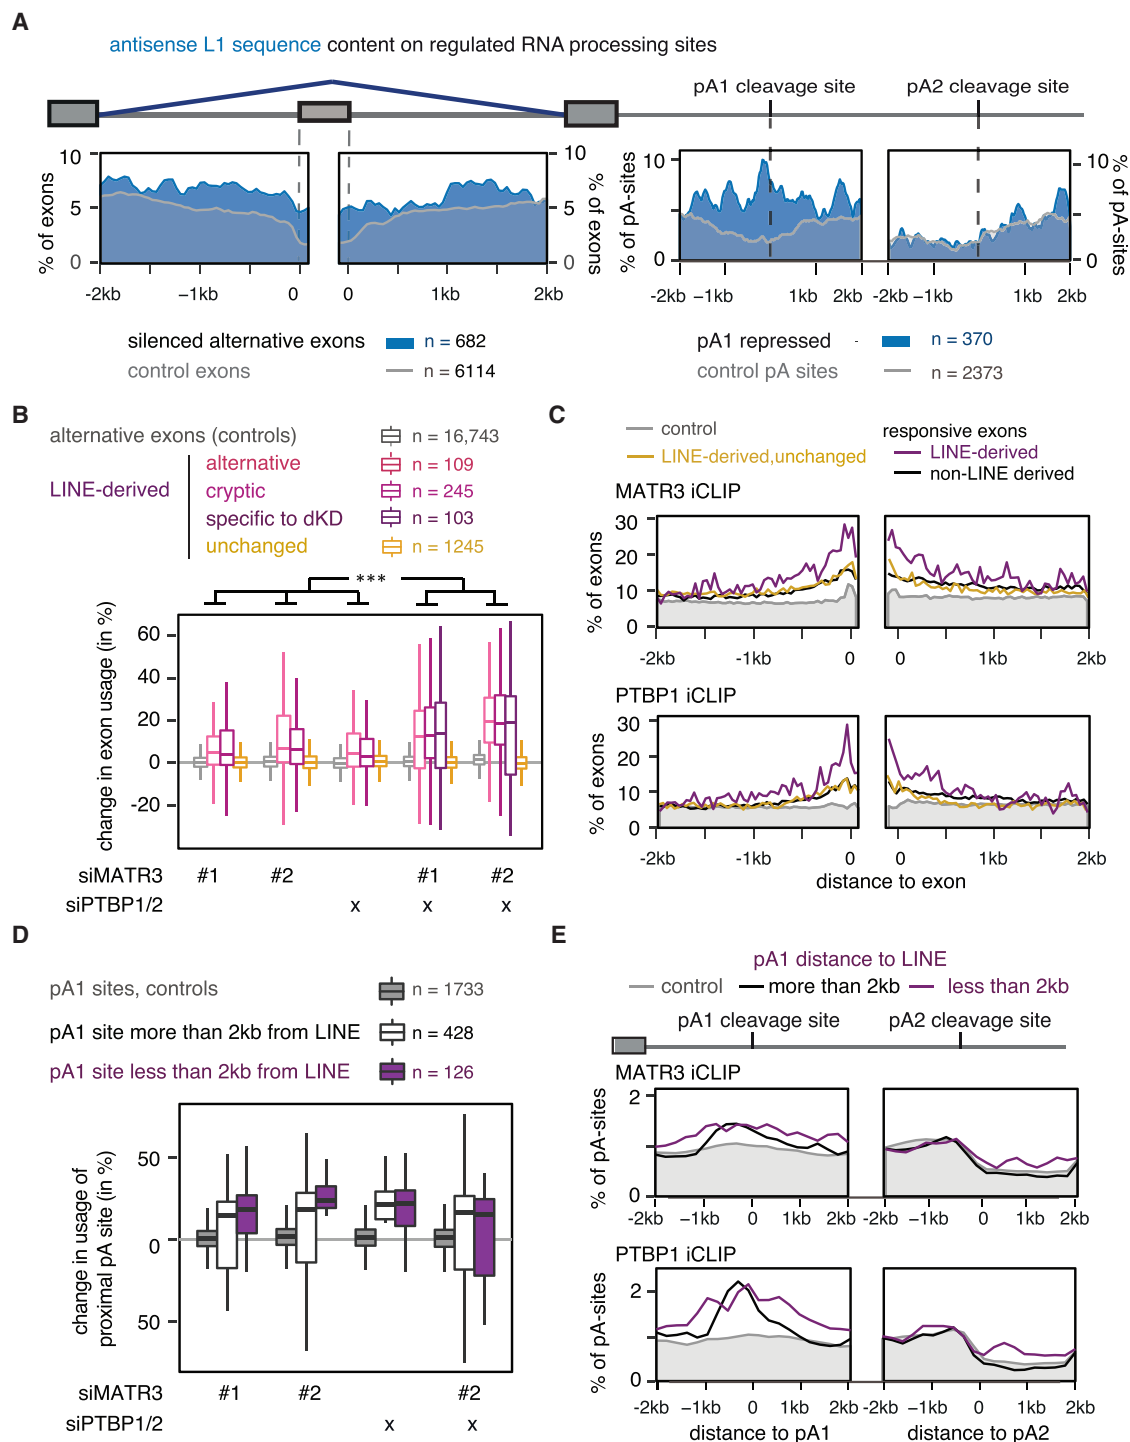 A
antisense L1 sequence content on regulated RNA processing sites
pA1 cleavage site
pA2 cleavage site
% of exons
10
5
0
10
5
0
% of exons
-2kb
−1kb
0
0
1kb
2kb
% of pA-sites
10
0
10
0
% of pA-sites
-2kb −1kb
1kb 2kb
-2kb −1kb
1kb 2kb
silenced alternative exons
n = 682
control exons
n = 6114
pA1 repressed
n = 370
control pA sites
n = 2373
B
alternative exons (controls)
n = 16,743
LINE-derived
alternative
n = 109
cryptic
n = 245
specific to dKD
n = 103
unchanged
n = 1245
***
change in exon usage (in %)
60
40
20
0
-20
siMATR3
#1
#2
#1
#2
siPTBP1/2
x
x
x
C
control
LINE-derived,unchanged
responsive exons
LINE-derived
non-LINE derived
MATR3 iCLIP
% of exons
30
20
10
0
-2kb
-1kb
0
0
1kb
2kb
PTBP1 iCLIP
% of exons
30
20
10
0
-2kb
−1kb
0
0
1kb
2kb
distance to exon
D
pA1 sites, controls
n = 1733
pA1 site more than 2kb from LINE
n = 428
pA1 site less than 2kb from LINE
n = 126
change in usage of
proximal pA site (in %)
50
0
50
siMATR3
#1
#2
#2
siPTBP1/2
x
x
E
pA1 distance to LINE
control
more than 2kb
less than 2kb
pA1 cleavage site
pA2 cleavage site
MATR3 iCLIP
% of pA-sites
2
0
-2kb −1kb 0 1kb 2kb
-2kb −1kb 0 1kb 2kb
PTBP1 iCLIP
% of pA-sites
2
0
-2kb −1kb 0 1kb 2kb
-2kb −1kb 0 1kb 2kb
distance to pA1
distance to pA2